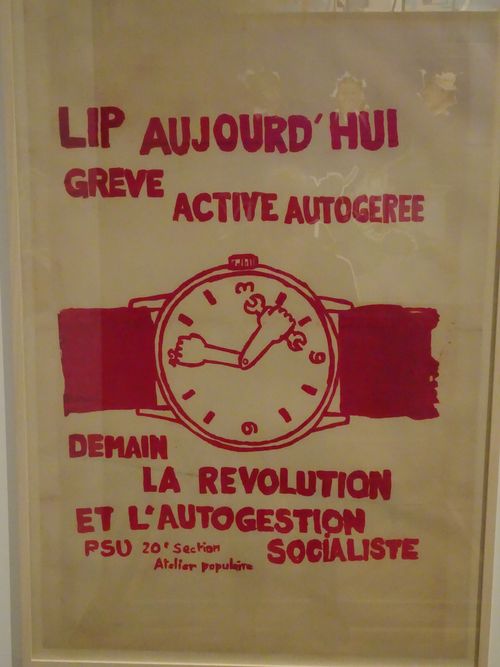 LIP AUJOURD'HUI
GREVE
ACTIVE AUTOGEREE
DEMAIN
LA REVOLUTION
ET L'AUTOGESTION
SOCIALISTE
PSU 20e Section
Atelier populaire